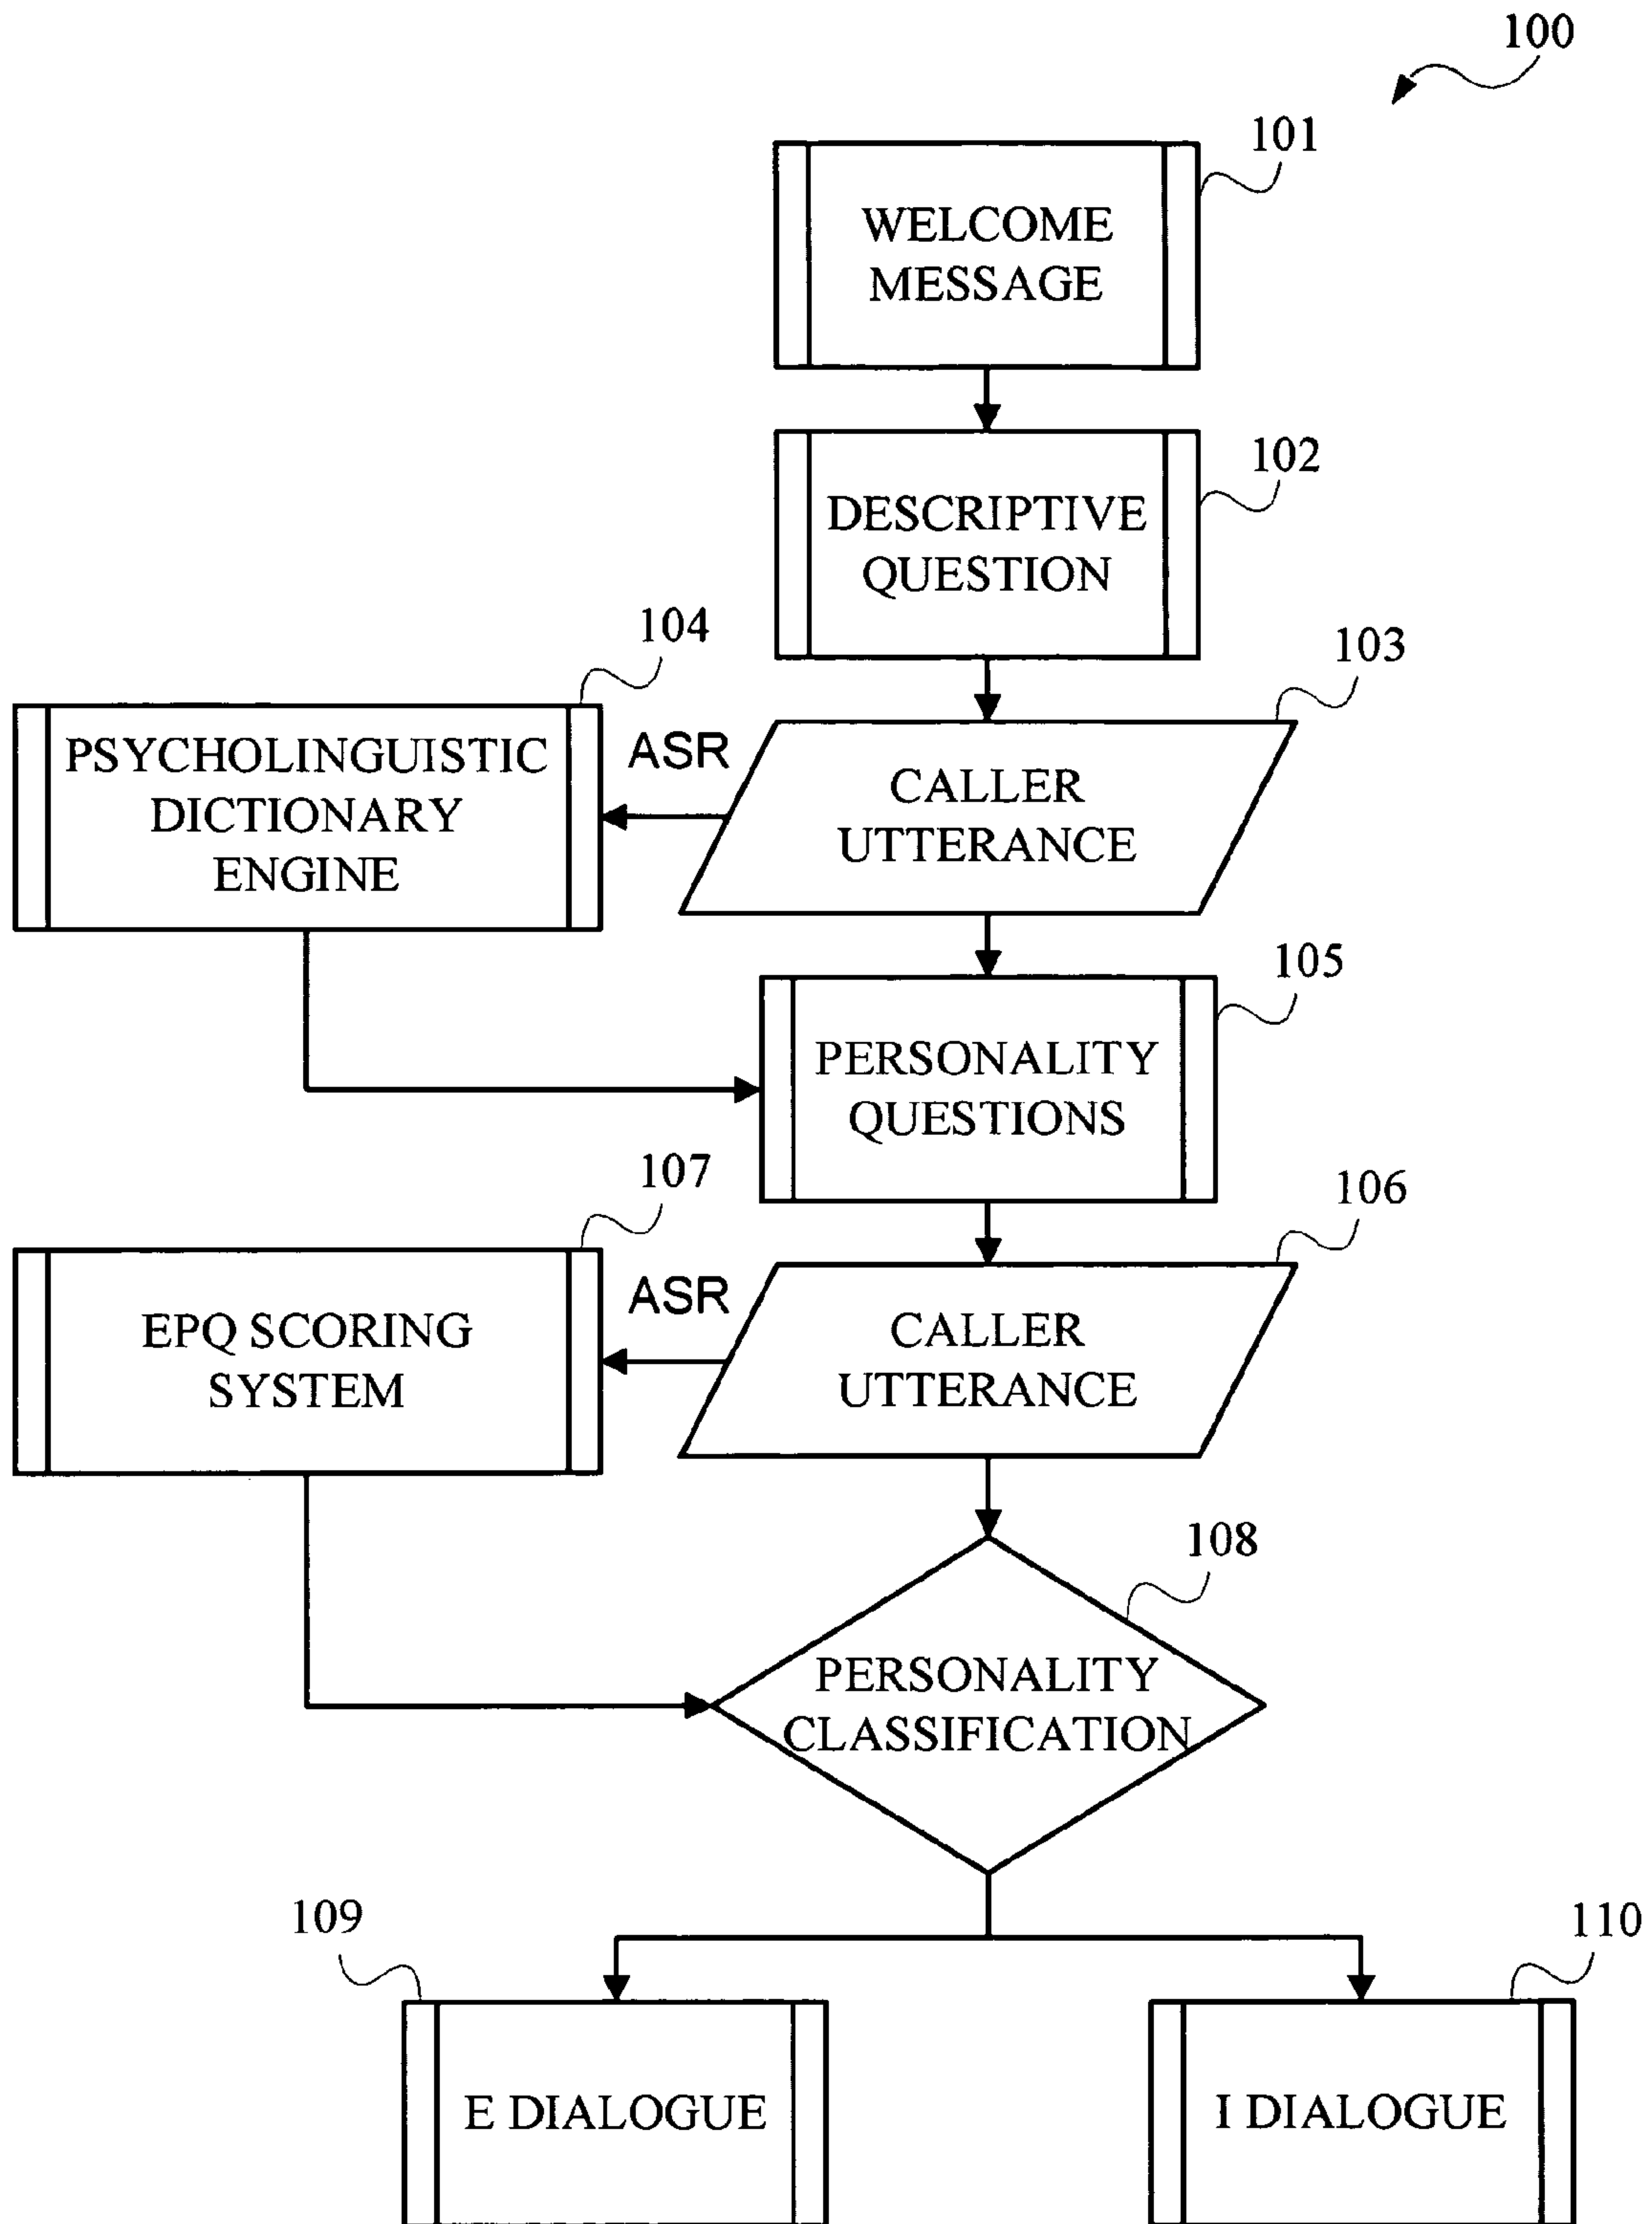 100
101
WELCOME
MESSAGE
102
DESCRIPTIVE
QUESTION
103
104
ASR
PSYCHOLINGUISTIC
DICTIONARY
ENGINE
CALLER
UTTERANCE
105
PERSONALITY
QUESTIONS
106
107
ASR
EPQ SCORING
SYSTEM
CALLER
UTTERANCE
108
PERSONALITY
CLASSIFICATION
109
110
E DIALOGUE
I DIALOGUE